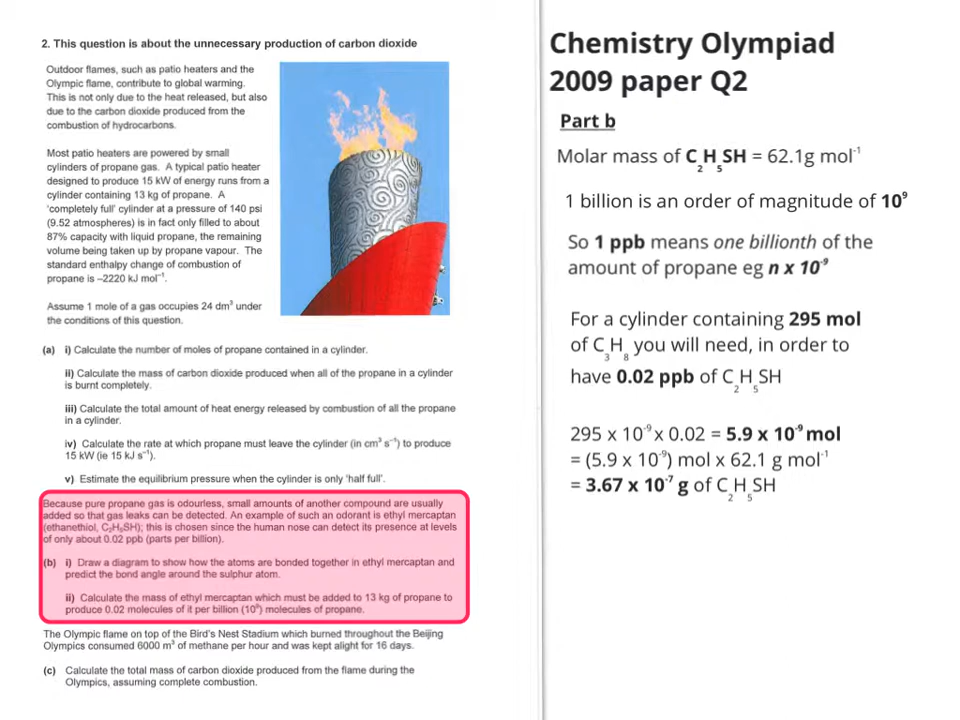 2. This question is about the unnecessary production of carbon dioxide
Outdoor flames, such as patio heaters and the
Olympic flame, contribute to global warming.
This is not only due to the heat released, but also
due to the carbon dioxide produced from the
combustion of hydrocarbons.
Most patio heaters are powered by small
cylinders of propane gas. A typical patio heater
designed to produce 15 kW of energy runs from a
cylinder containing 13 kg of propane. A
'completely full' cylinder at a pressure of 140 psi
(9.52 atmospheres) is in fact only filled to about
87% capacity with liquid propane, the remaining
volume being taken up by propane vapour. The
standard enthalpy change of combustion of
propane is –2220 kJ mol⁻¹.
Assume 1 mole of a gas occupies 24 dm³ under
the conditions of this question.
(a) i) Calculate the number of moles of propane contained in a cylinder.
ii) Calculate the mass of carbon dioxide produced when all of the propane in a cylinder
is burnt completely.
iii) Calculate the total amount of heat energy released by combustion of all the propane
in a cylinder.
iv) Calculate the rate at which propane must leave the cylinder (in cm³ s⁻¹) to produce
15 kW (ie 15 kJ s⁻¹).
v) Estimate the equilibrium pressure when the cylinder is only 'half full'.
Because pure propane gas is odourless, small amounts of another compound are usually
added so that gas leaks can be detected. An example of such an odorant is ethyl mercaptan
(ethanethiol, C₂H₅SH); this is chosen since the human nose can detect its presence at levels
of only about 0.02 ppb (parts per billion).
(b) i) Draw a diagram to show how the atoms are bonded together in ethyl mercaptan and
predict the bond angle around the sulphur atom.
ii) Calculate the mass of ethyl mercaptan which must be added to 13 kg of propane to
produce 0.02 molecules of it per billion (10⁹) molecules of propane.
The Olympic flame on top of the Bird's Nest Stadium which burned throughout the Beijing
Olympics consumed 6000 m³ of methane per hour and was kept alight for 16 days.
(c) Calculate the total mass of carbon dioxide produced from the flame during the
Olympics, assuming complete combustion.
Chemistry Olympiad
2009 paper Q2
Part b
Molar mass of C₂H₅SH = 62.1g mol⁻¹
1 billion is an order of magnitude of 10⁹
So 1 ppb means one billionth of the
amount of propane eg n x 10⁻⁹
For a cylinder containing 295 mol
of C₃H₈ you will need, in order to
have 0.02 ppb of C₂H₅SH
295 x 10⁻⁹ x 0.02 = 5.9 x 10⁻⁹ mol
= (5.9 x 10⁻⁹) mol x 62.1 g mol⁻¹
= 3.67 x 10⁻⁷ g of C₂H₅SH